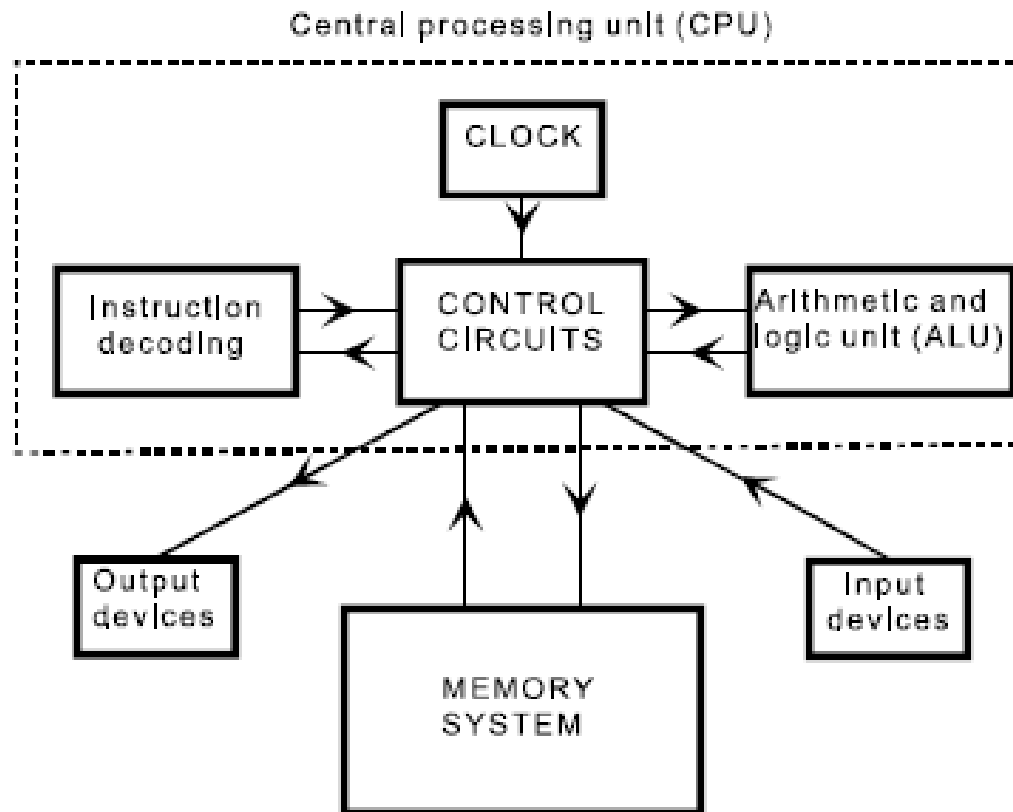 Central processing unit (CPU)
CLOCK
Instruction
decoding
CONTROL
CIRCUITS
Arithmetic and
logic unit (ALU)
Output
devices
MEMORY
SYSTEM
Input
devices